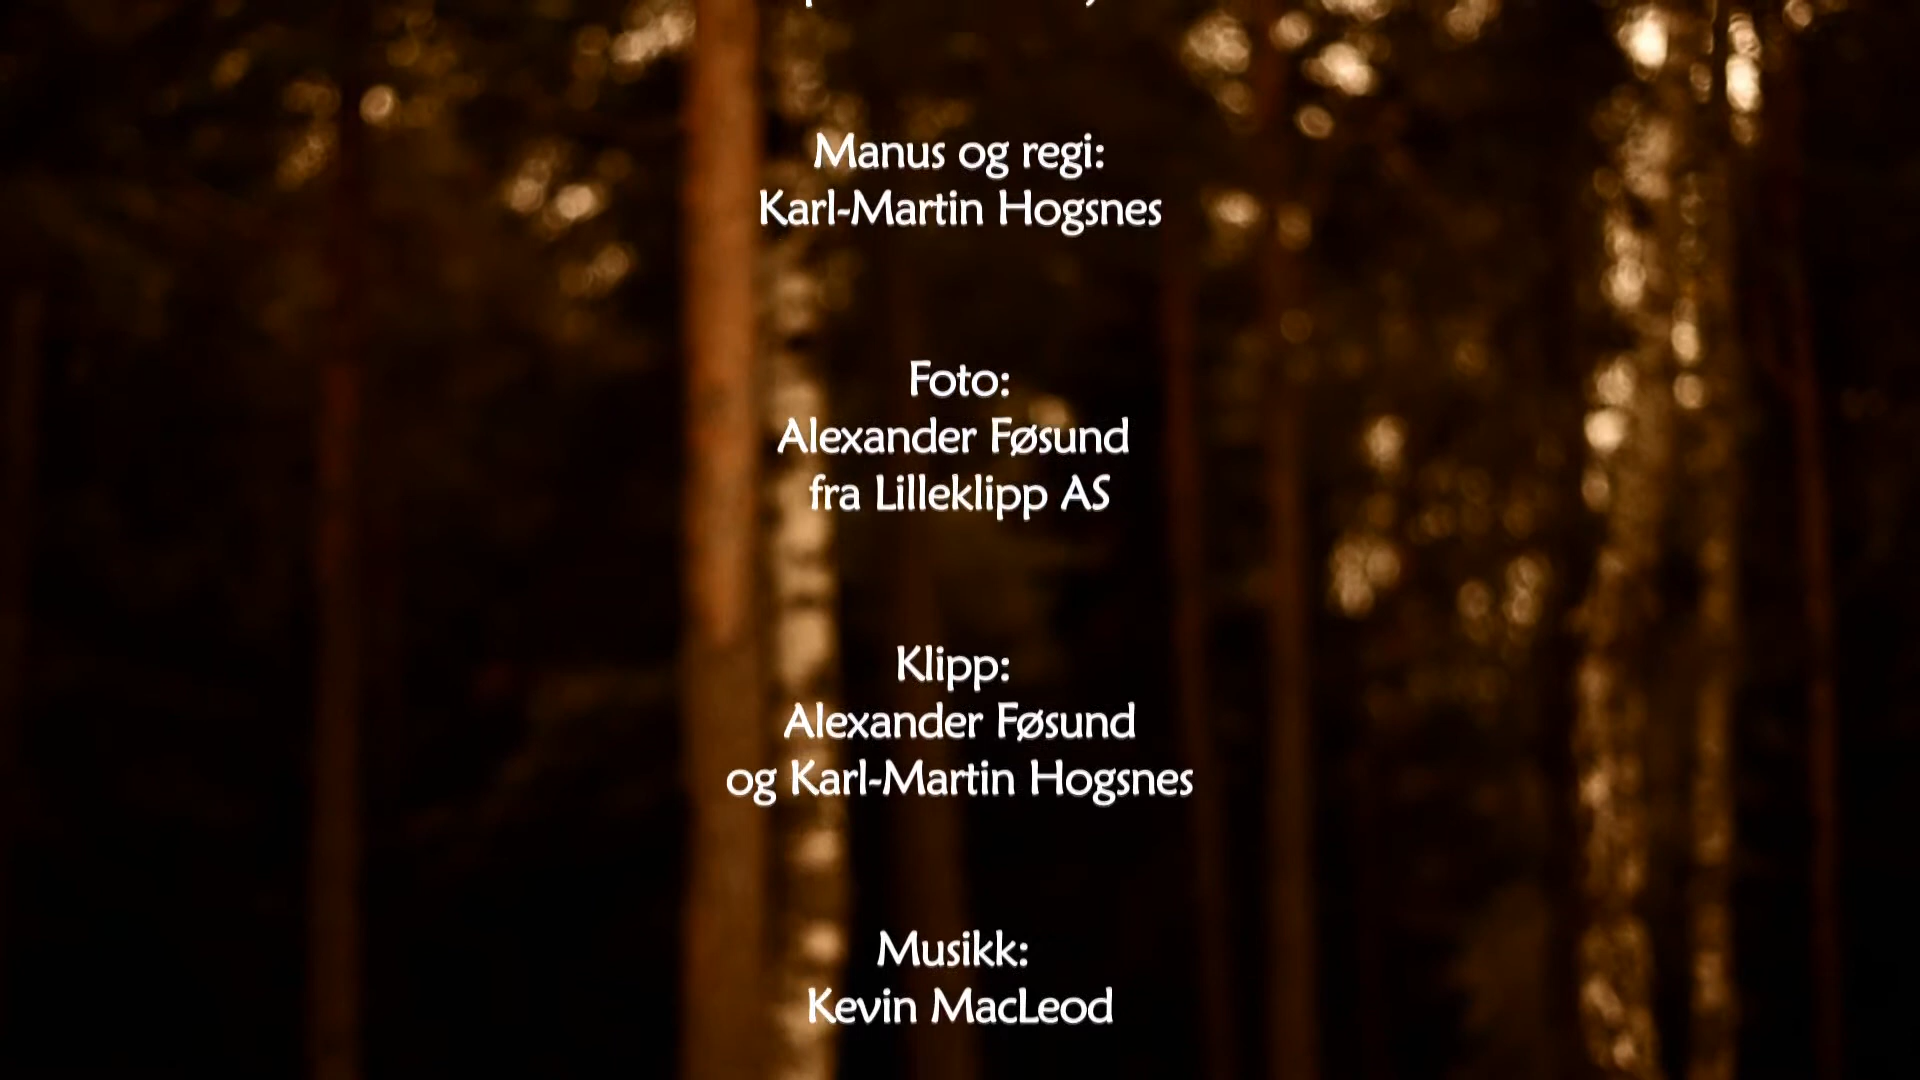 Manus og regi:
Karl-Martin Hogsnes
Foto:
Alexander Føsund
fra Lilleklipp AS
Klipp:
Alexander Føsund
og Karl-Martin Hogsnes
Musikk:
Kevin MacLeod